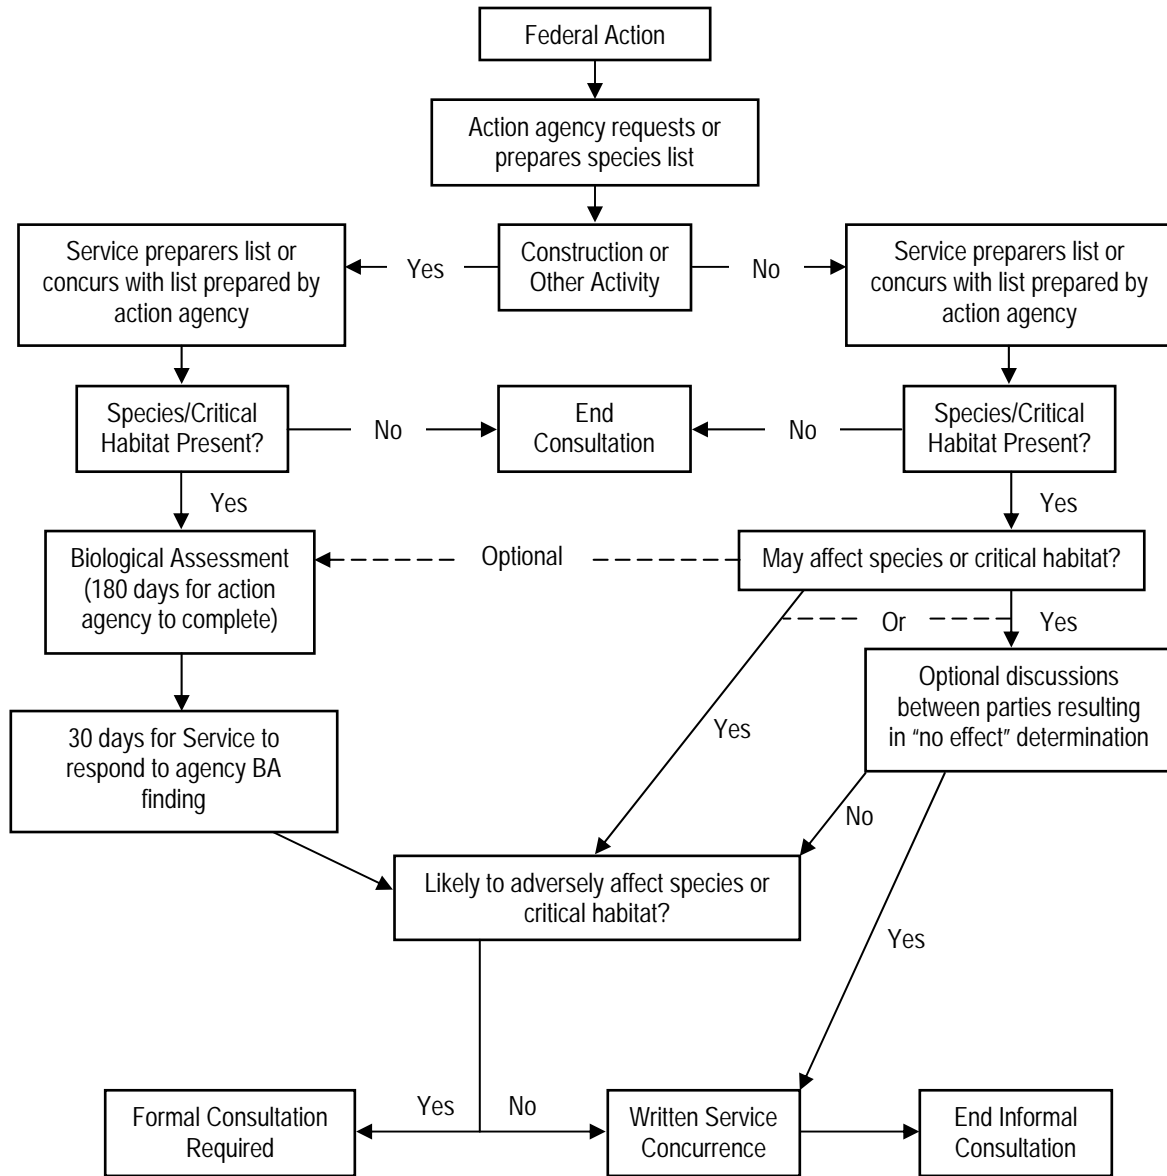 Federal Action
Action agency requests or
prepares species list
Service preparers list or
concurs with list prepared by
action agency
Yes
Construction or
Other Activity
No
Service preparers list or
concurs with list prepared by
action agency
Species/Critical
Habitat Present?
No
End
Consultation
No
Species/Critical
Habitat Present?
Yes
Yes
Biological Assessment
(180 days for action
agency to complete)
Optional
May affect species or critical habitat?
Or
Yes
Yes
Optional discussions
between parties resulting
in “no effect” determination
30 days for Service to
respond to agency BA
finding
No
Likely to adversely affect species or
critical habitat?
Yes
Formal Consultation
Required
Yes
No
Written Service
Concurrence
End Informal
Consultation